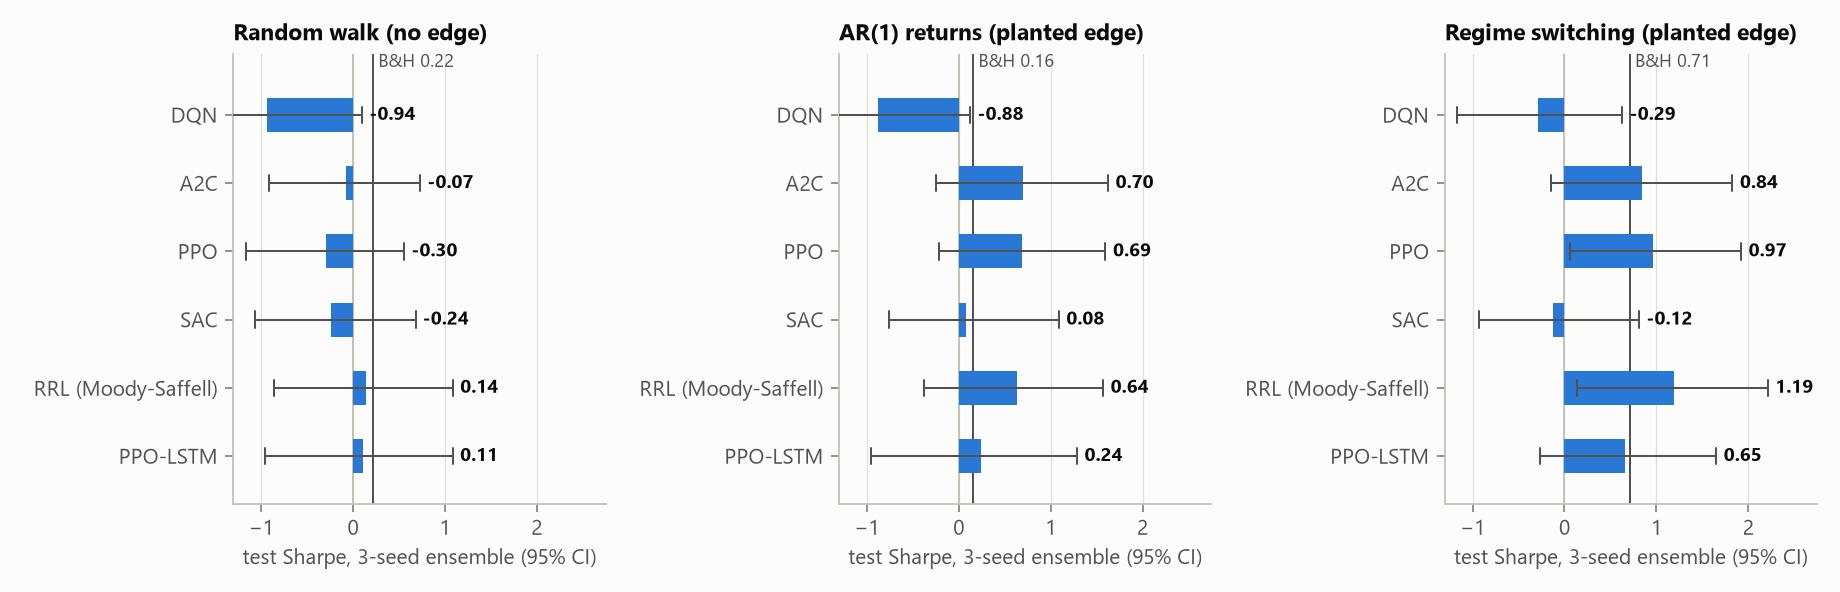 Random walk (no edge)
B&H 0.22
DQN
-0.94
A2C
-0.07
PPO
-0.30
SAC
-0.24
RRL (Moody-Saffell)
0.14
PPO-LSTM
0.11
−1 0 1 2
test Sharpe, 3-seed ensemble (95% CI)
AR(1) returns (planted edge)
B&H 0.16
DQN
-0.88
A2C
0.70
PPO
0.69
SAC
0.08
RRL (Moody-Saffell)
0.64
PPO-LSTM
0.24
−1 0 1 2
test Sharpe, 3-seed ensemble (95% CI)
Regime switching (planted edge)
B&H 0.71
DQN
-0.29
A2C
0.84
PPO
0.97
SAC
-0.12
RRL (Moody-Saffell)
1.19
PPO-LSTM
0.65
−1 0 1 2
test Sharpe, 3-seed ensemble (95% CI)